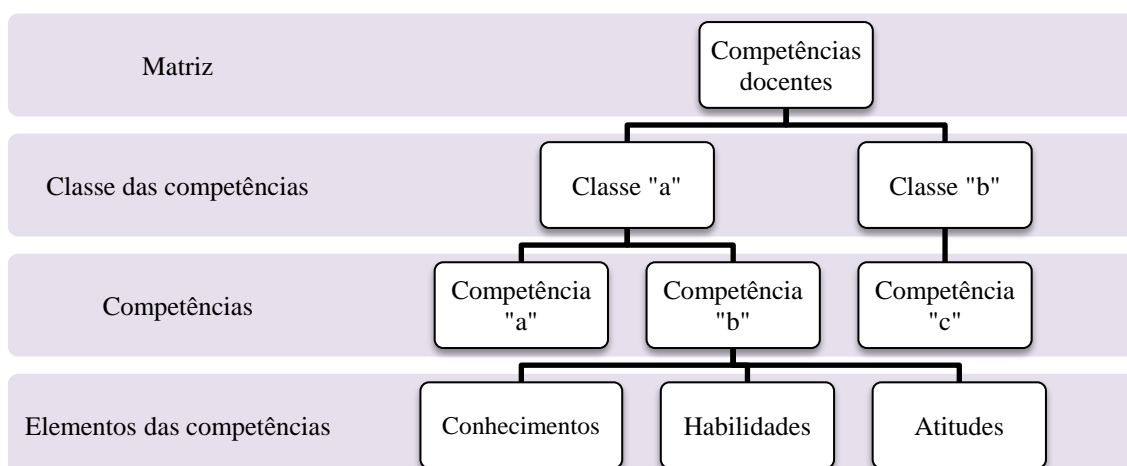 Matriz
Competências
docentes
Classe das competências
Classe "a"
Classe "b"
Competências
Competência
"a"
Competência
"b"
Competência
"c"
Elementos das competências
Conhecimentos
Habilidades
Atitudes